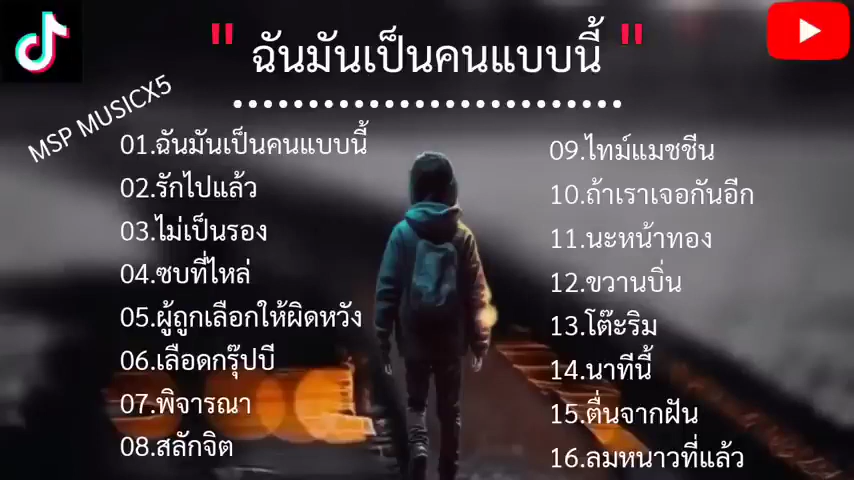 " ฉันมันเป็นคนแบบนี้ "
MSP MUSICX5
01.ฉันมันเป็นคนแบบนี้
02.รักไปแล้ว
03.ไม่เป็นรอง
04.ซบที่ไหล่
05.ผู้ถูกเลือกให้ผิดหวัง
06.เลือดกรุ๊ปบี
07.พิจารณา
08.สลักจิต
09.ไทม์แมชชีน
10.ถ้าเราเจอกันอีก
11.นะหน้าทอง
12.ขวานบิ่น
13.โต๊ะริม
14.นาทีนี้
15.ตื่นจากฝัน
16.ลมหนาวที่แล้ว